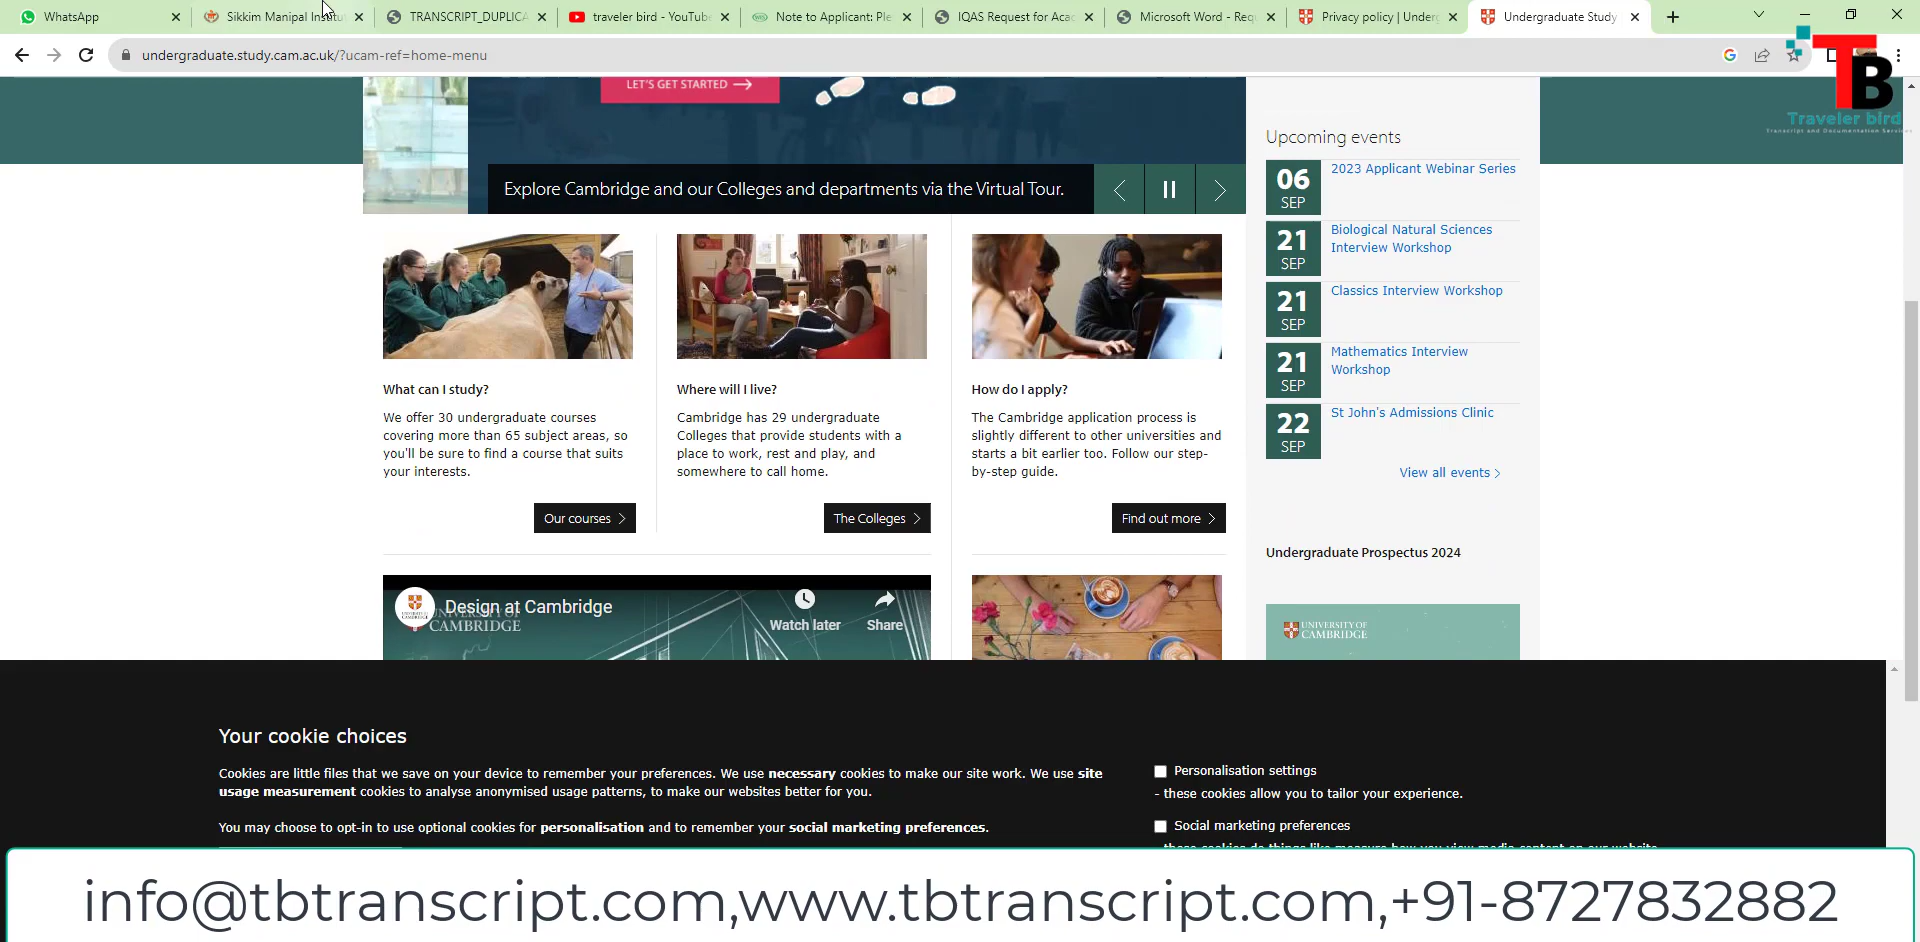 WhatsApp
Sikkim Manipal Institu
TRANSCRIPT_DUPLICA
traveler bird - YouTube
Note to Applicant: Ple
IQAS Request for Acad
Microsoft Word - Requ
Privacy policy | Underg
Undergraduate Study
undergraduate.study.cam.ac.uk/?ucam-ref=home-menu
TB
Traveler bird
Transcript and Documentation Services
LET'S GET STARTED
Explore Cambridge and our Colleges and departments via the Virtual Tour.
What can I study?
We offer 30 undergraduate courses
covering more than 65 subject areas, so
you'll be sure to find a course that suits
your interests.
Our courses
Where will I live?
Cambridge has 29 undergraduate
Colleges that provide students with a
place to work, rest and play, and
somewhere to call home.
The Colleges
How do I apply?
The Cambridge application process is
slightly different to other universities and
starts a bit earlier too. Follow our step-
by-step guide.
Find out more
Upcoming events
06 SEP
2023 Applicant Webinar Series
21 SEP
Biological Natural Sciences
Interview Workshop
21 SEP
Classics Interview Workshop
21 SEP
Mathematics Interview
Workshop
22 SEP
St John's Admissions Clinic
View all events
Undergraduate Prospectus 2024
UNIVERSITY OF
CAMBRIDGE
Design at Cambridge
UNIVERSITY OF
CAMBRIDGE
Watch later
Share
Your cookie choices
Cookies are little files that we save on your device to remember your preferences. We use necessary cookies to make our site work. We use site
usage measurement cookies to analyse anonymised usage patterns, to make our websites better for you.
You may choose to opt-in to use optional cookies for personalisation and to remember your social marketing preferences.
Personalisation settings
- these cookies allow you to tailor your experience.
Social marketing preferences
info@tbtranscript.com,www.tbtranscript.com,+91-8727832882